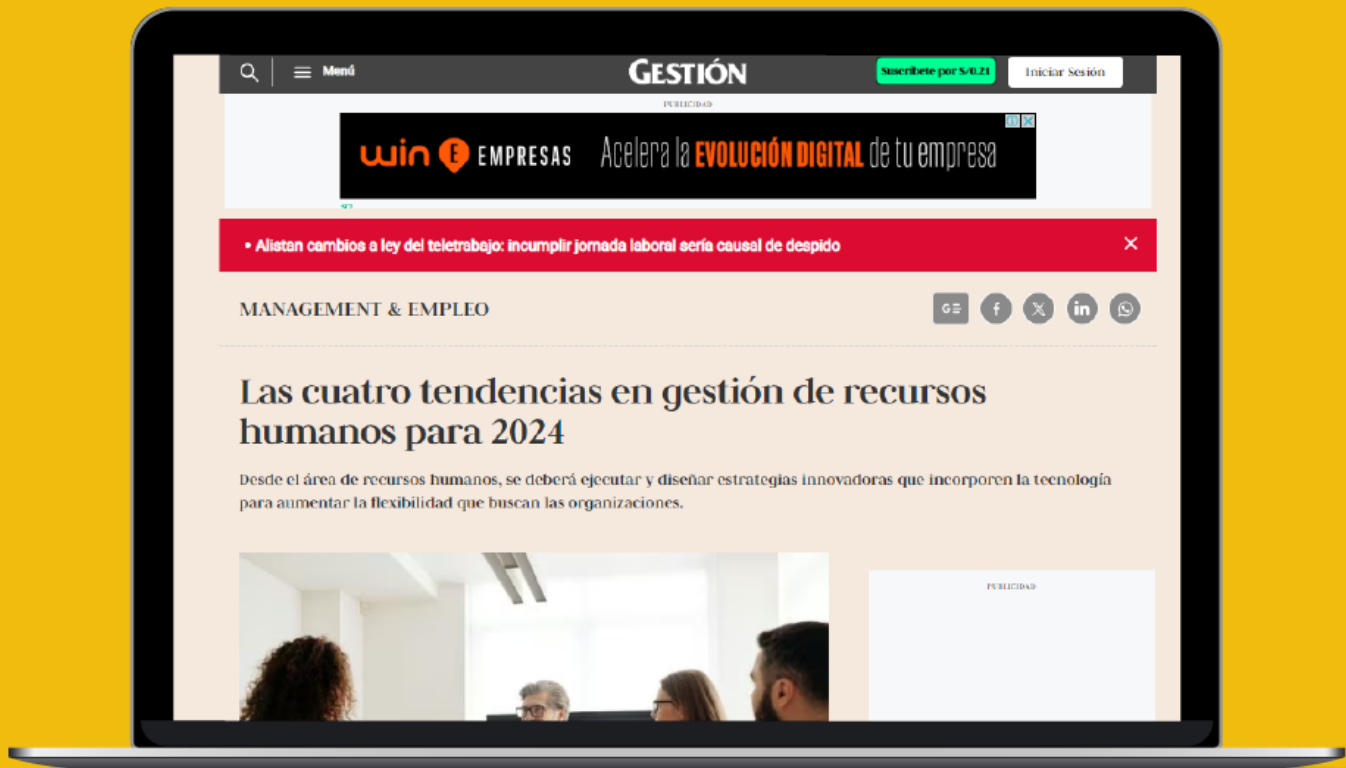 Menú
GESTIÓN
Suscríbete por S/0.21
Iniciar Sesión
PUBLICIDAD
win E EMPRESAS Acelera la EVOLUCIÓN DIGITAL de tu empresa
• Alistan cambios a ley del teletrabajo: incumplir jornada laboral sería causal de despido
MANAGEMENT & EMPLEO
Las cuatro tendencias en gestión de recursos
humanos para 2024
Desde el área de recursos humanos, se deberá ejecutar y diseñar estrategias innovadoras que incorporen la tecnología
para aumentar la flexibilidad que buscan las organizaciones.
PUBLICIDAD